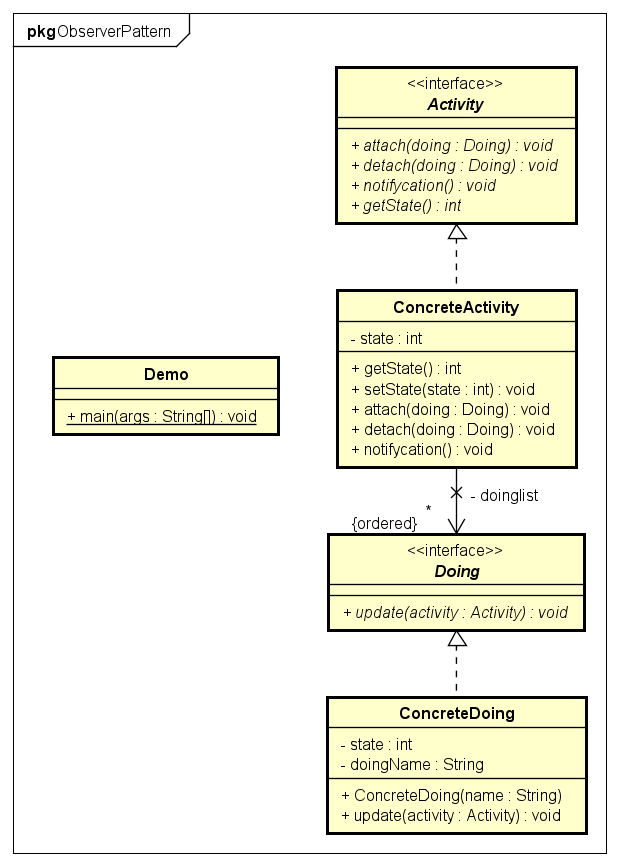 pkg ObserverPattern
<<interface>>
Activity
+ attach(doing : Doing) : void
+ detach(doing : Doing) : void
+ notifycation() : void
+ getState() : int
ConcreteActivity
- state : int
+ getState() : int
+ setState(state : int) : void
+ attach(doing : Doing) : void
+ detach(doing : Doing) : void
+ notifycation() : void
Demo
+ main(args : String[]) : void
- doinglist
*
{ordered}
<<interface>>
Doing
+ update(activity : Activity) : void
ConcreteDoing
- state : int
- doingName : String
+ ConcreteDoing(name : String)
+ update(activity : Activity) : void